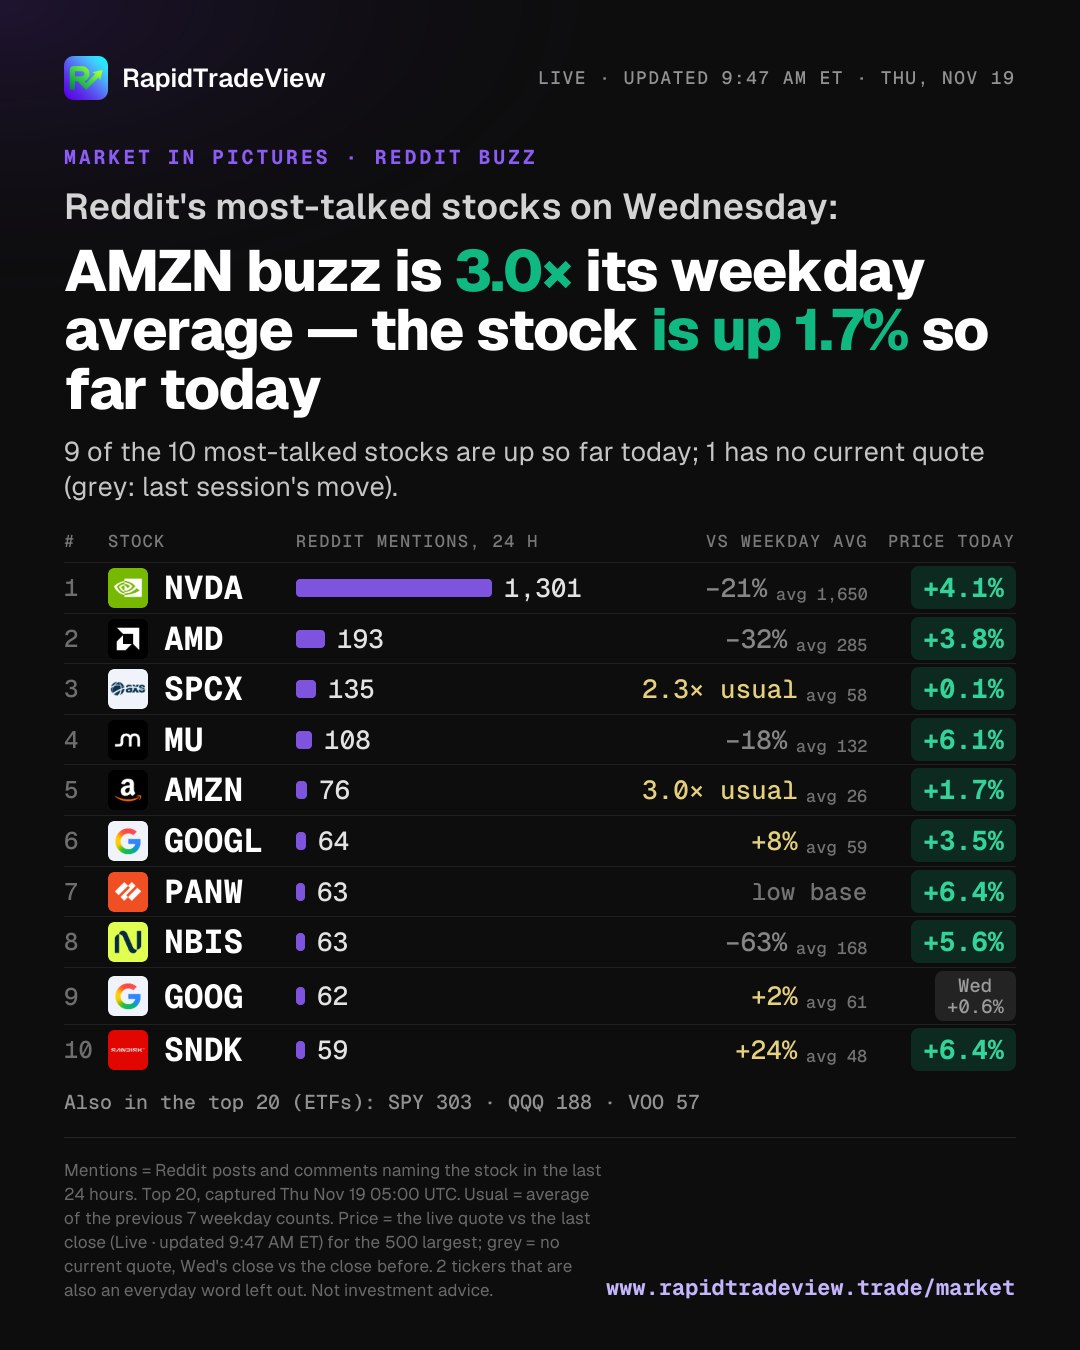 RapidTradeView
LIVE · UPDATED 9:47 AM ET · THU, NOV 19
MARKET IN PICTURES · REDDIT BUZZ
Reddit's most-talked stocks on Wednesday:
AMZN buzz is 3.0× its weekday
average — the stock is up 1.7% so
far today
9 of the 10 most-talked stocks are up so far today; 1 has no current quote
(grey: last session's move).
# STOCK REDDIT MENTIONS, 24 H VS WEEKDAY AVG PRICE TODAY
1 NVDA 1,301 −21% avg 1,650 +4.1%
2 AMD 193 −32% avg 285 +3.8%
3 axs SPCX 135 2.3× usual avg 58 +0.1%
4 MU 108 −18% avg 132 +6.1%
5 AMZN 76 3.0× usual avg 26 +1.7%
6 GOOGL 64 +8% avg 59 +3.5%
7 PANW 63 low base +6.4%
8 NBIS 63 −63% avg 168 +5.6%
9 GOOG 62 +2% avg 61 Wed +0.6%
10 SNDK 59 +24% avg 48 +6.4%
Also in the top 20 (ETFs): SPY 303 · QQQ 188 · VOO 57
Mentions = Reddit posts and comments naming the stock in the last
24 hours. Top 20, captured Thu Nov 19 05:00 UTC. Usual = average
of the previous 7 weekday counts. Price = the live quote vs the last
close (Live · updated 9:47 AM ET) for the 500 largest; grey = no
current quote, Wed's close vs the close before. 2 tickers that are
also an everyday word left out. Not investment advice.
www.rapidtradeview.trade/market